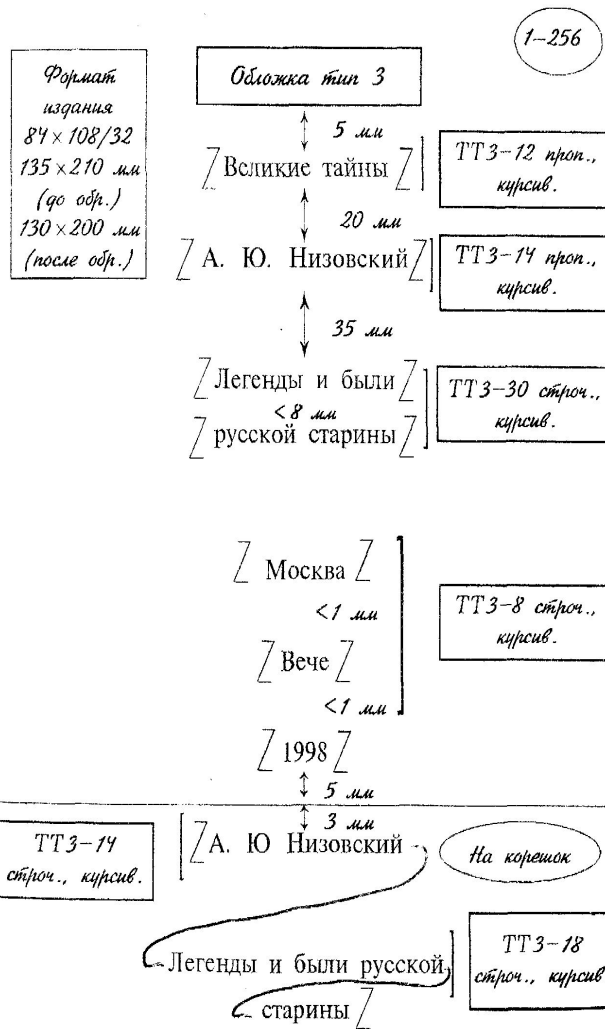 1-256
Формат
издания
84 × 108/32
135 × 210 мм
(до обр.)
130 × 200 мм
(после обр.)
Обложка тип 3
5 мм
Великие тайны
ТТ3-12 проп.,
курсив.
20 мм
А. Ю. Низовский
ТТ3-14 проп.,
курсив.
35 мм
Легенды и были
<8 мм
русской старины
ТТ3-30 строч.,
курсив.
Москва
<1 мм
Вече
<1 мм
ТТ3-8 строч.,
курсив.
1998
5 мм
3 мм
ТТ3-14
строч., курсив.
А. Ю Низовский
На корешок
Легенды и были русской
старины
ТТ3-18
строч., курсив